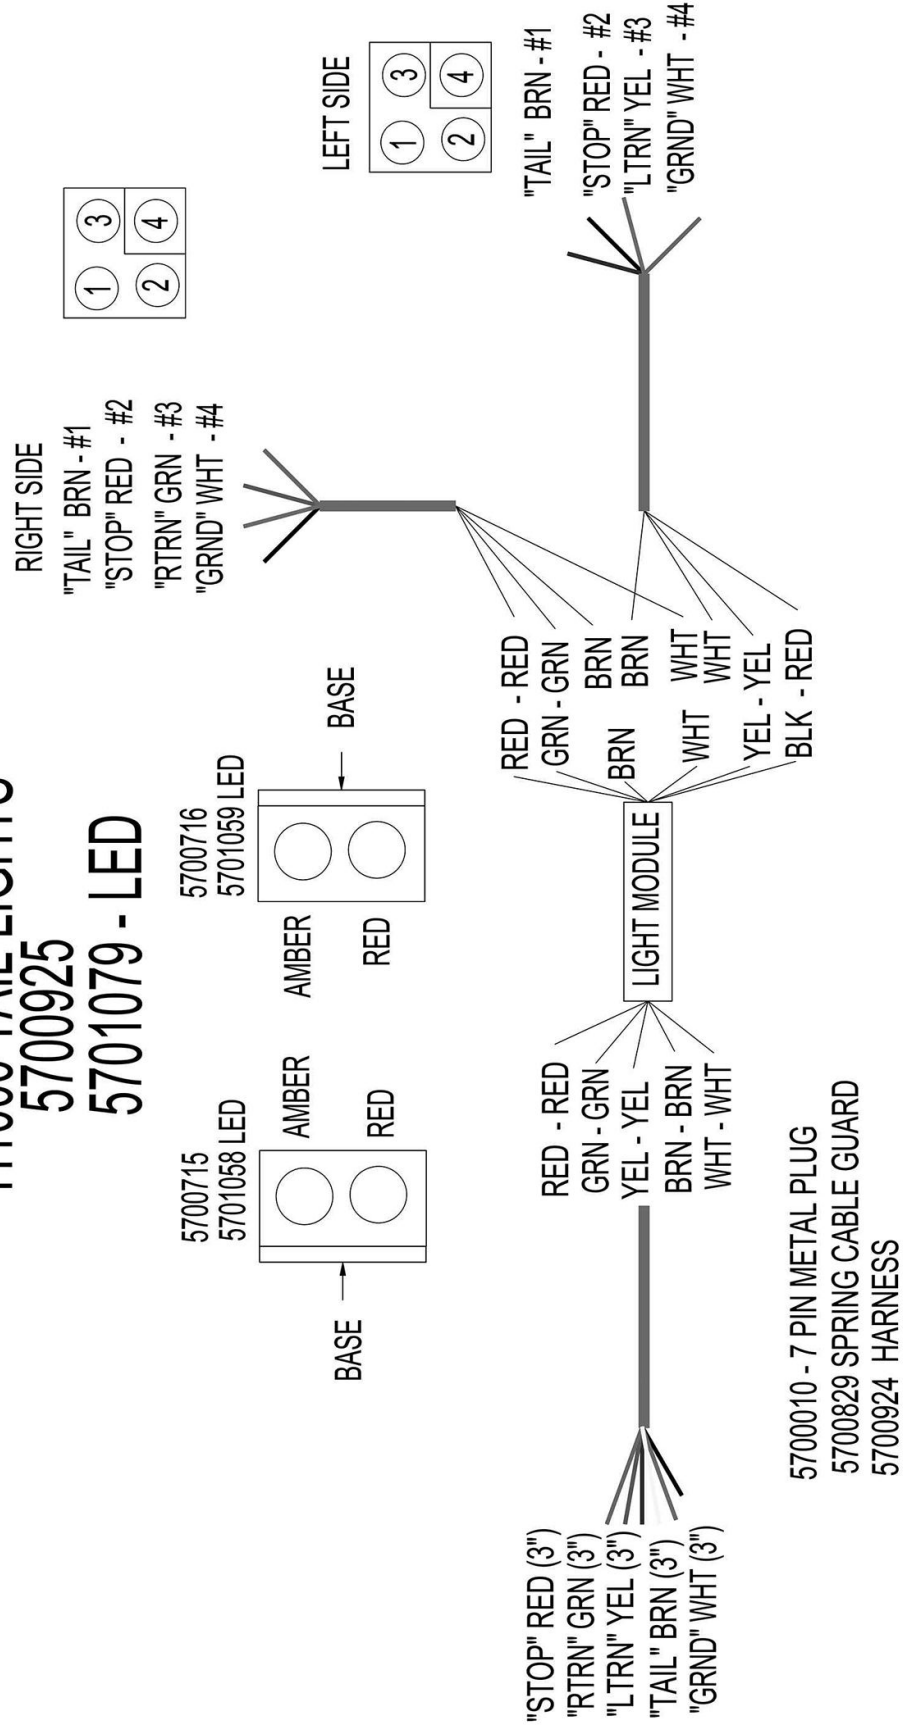 5700925
5701079 - LED
5700715
5701058 LED
AMBER
RED
BASE
5700716
5701059 LED
AMBER
RED
BASE
RIGHT SIDE
"TAIL" BRN - #1
"STOP" RED - #2
"RTRN" GRN - #3
"GRND" WHT - #4
1
3
2
4
LEFT SIDE
1
3
2
4
"TAIL" BRN - #1
"STOP" RED - #2
"LTRN" YEL - #3
"GRND" WHT - #4
"STOP" RED (3")
"RTRN" GRN (3")
"LTRN" YEL (3")
"TAIL" BRN (3")
"GRND" WHT (3")
RED - RED
GRN - GRN
YEL - YEL
BRN - BRN
WHT - WHT
LIGHT MODULE
RED - RED
GRN - GRN
BRN
BRN
BRN
WHT
WHT
WHT
YEL - YEL
BLK - RED
5700010 - 7 PIN METAL PLUG
5700829 SPRING CABLE GUARD
5700924 HARNESS